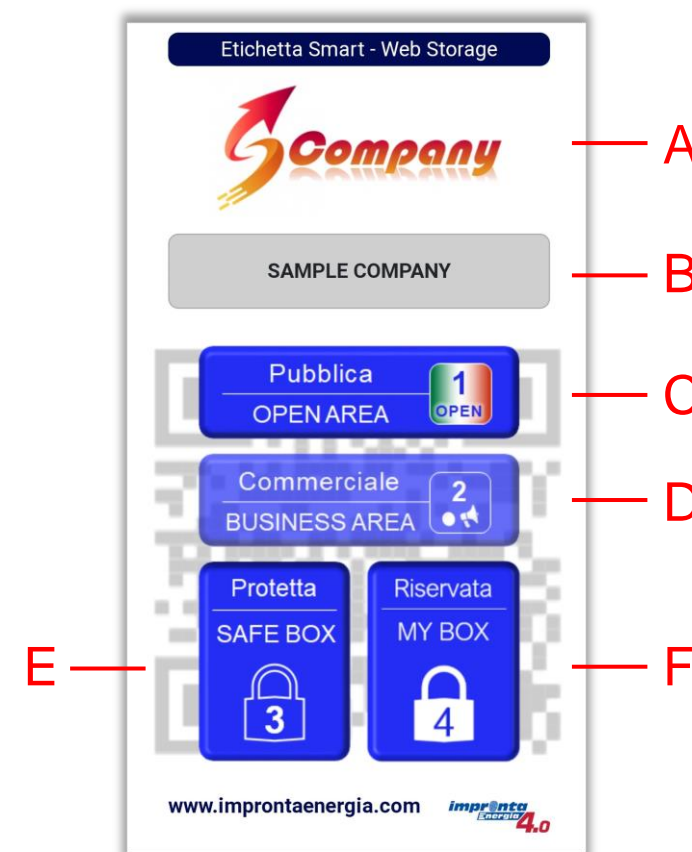 Etichetta Smart - Web Storage
Company
A
SAMPLE COMPANY
B
Pubblica
1
OPEN AREA
OPEN
C
Commerciale
2
BUSINESS AREA
D
Protetta
Riservata
SAFE BOX
MY BOX
E
F
3
4
www.improntaenergia.com
impronta
Energia
4.0